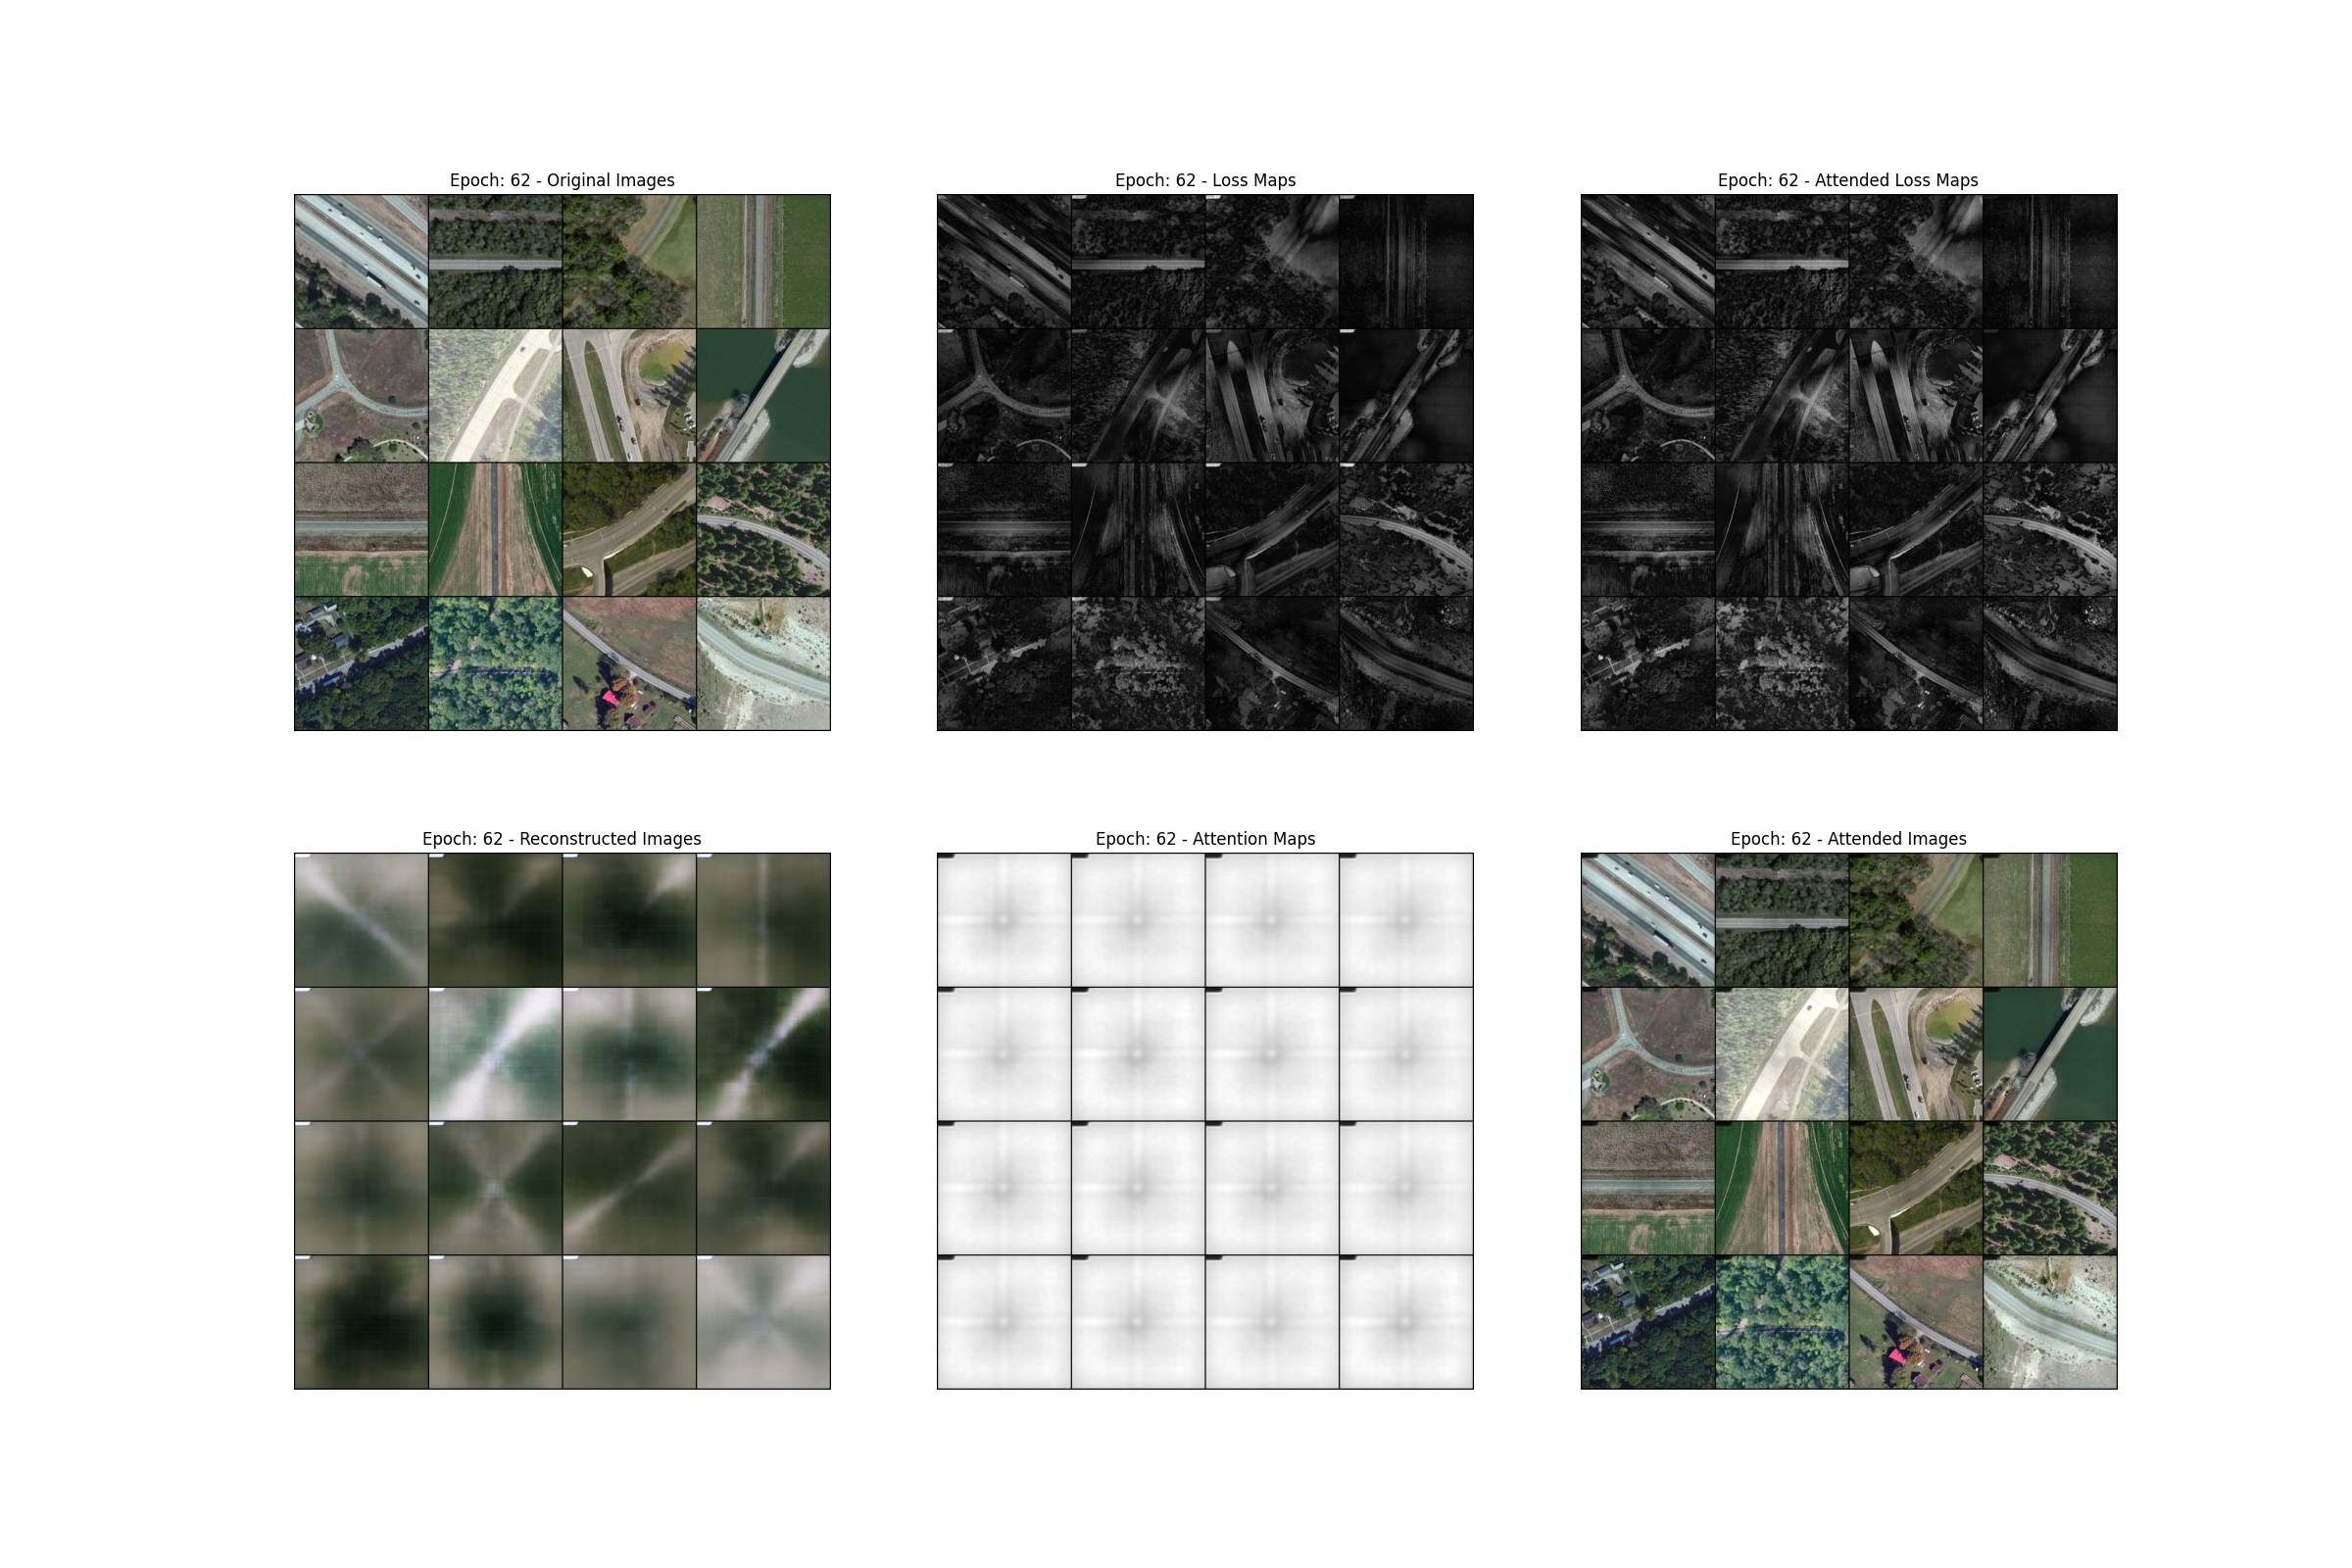 Epoch: 62 - Original Images
Epoch: 62 - Loss Maps
Epoch: 62 - Attended Loss Maps
Epoch: 62 - Reconstructed Images
Epoch: 62 - Attention Maps
Epoch: 62 - Attended Images